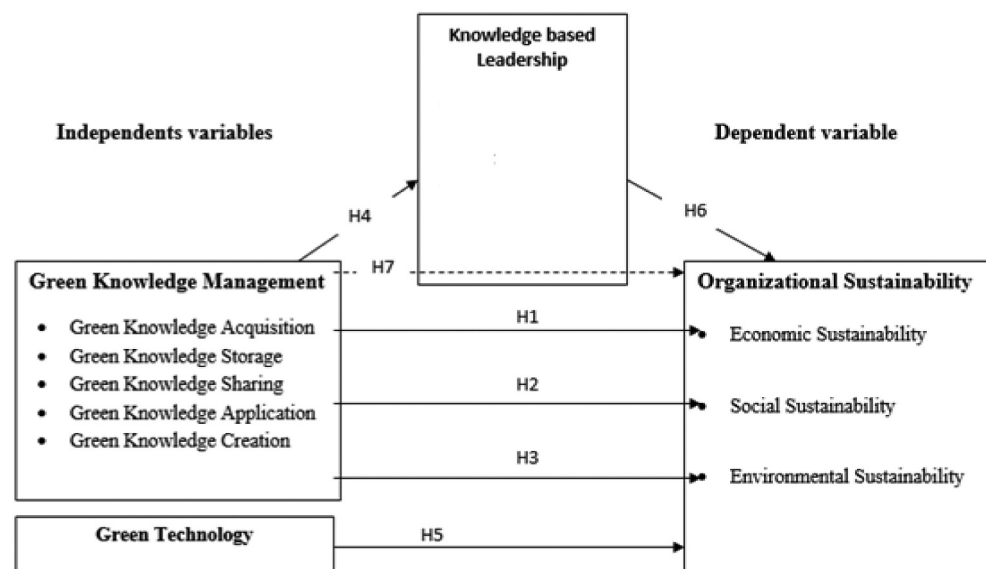 Knowledge based
Leadership
Independents variables
Dependent variable
H4
H6
Green Knowledge Management
H7
Organizational Sustainability
• Green Knowledge Acquisition
• Green Knowledge Storage
• Green Knowledge Sharing
• Green Knowledge Application
• Green Knowledge Creation
H1
• Economic Sustainability
H2
• Social Sustainability
H3
• Environmental Sustainability
Green Technology
H5